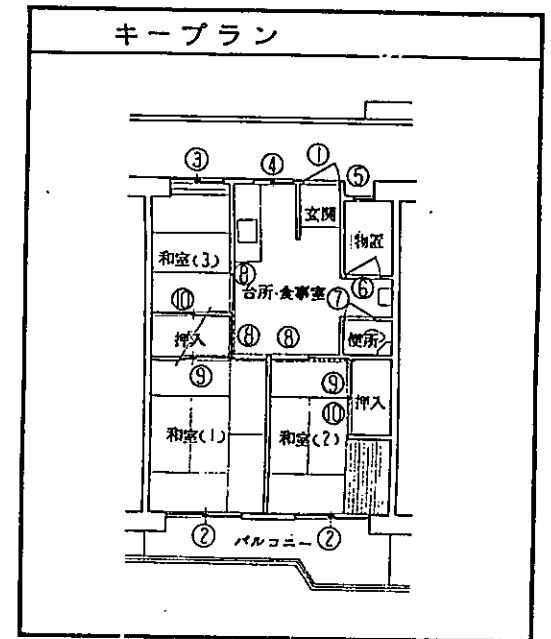 キープラン
③ ④ ① ⑤
玄関
物置
和室(3)
⑧ 台所・食事室 ⑦ ⑥
⑩
押入 ⑧ ⑧ 便所
⑨ ⑨
⑩ 押入
和室(1) 和室(2)
② バルコニー ②